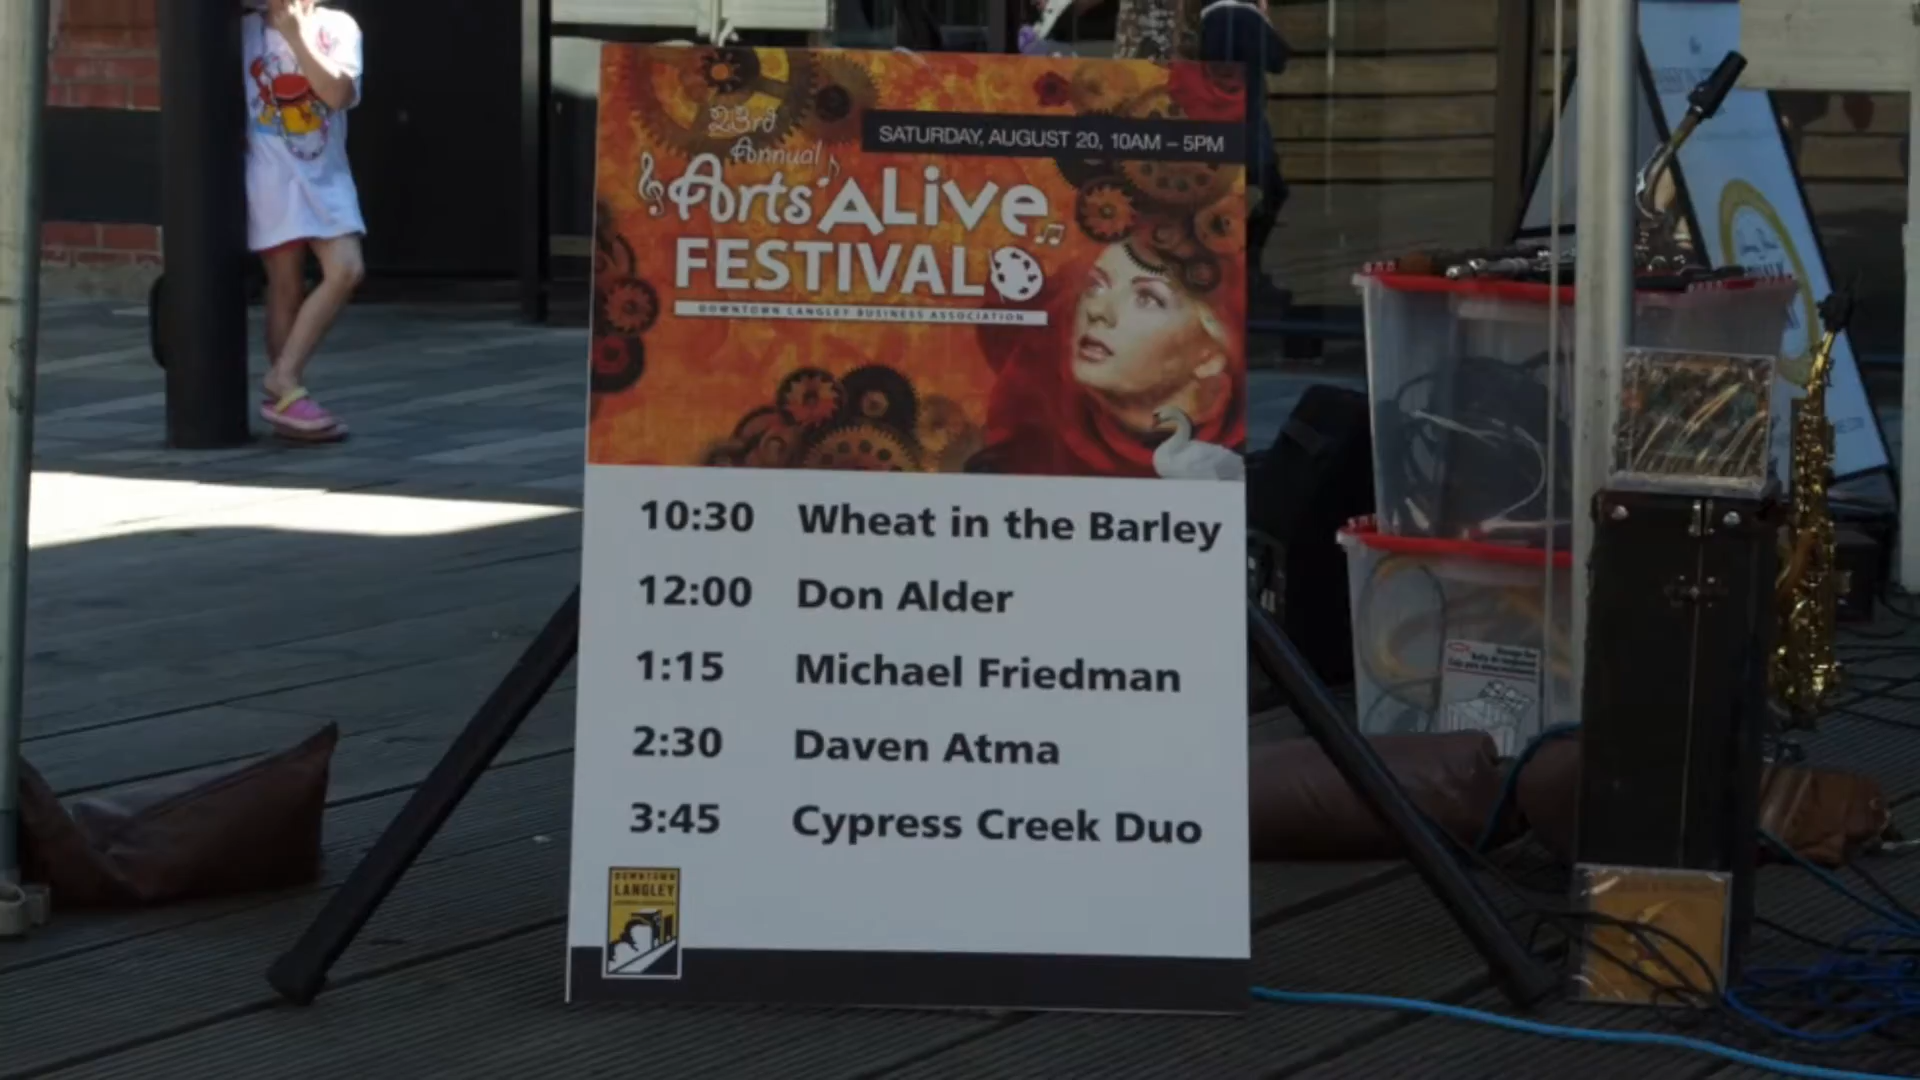 23rd
Annual
SATURDAY, AUGUST 20, 10AM – 5PM
Arts ALive
FESTIVAL
DOWNTOWN LANGLEY BUSINESS ASSOCIATION
10:30 Wheat in the Barley
12:00 Don Alder
1:15 Michael Friedman
2:30 Daven Atma
3:45 Cypress Creek Duo
DOWNTOWN
LANGLEY